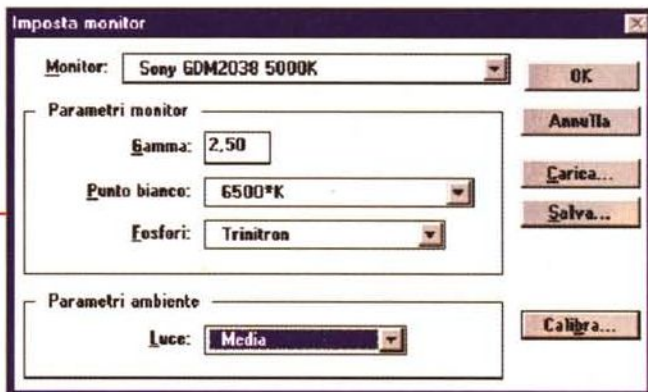 Imposta monitor
Monitor: Sony GDM2038 5000K
OK
Parametri monitor
Annulla
Gamma: 2,50
Punto bianco: 6500*K
Carica...
Salva...
Fosfori: Trinitron
Parametri ambiente
Luce: Media
Calibra...